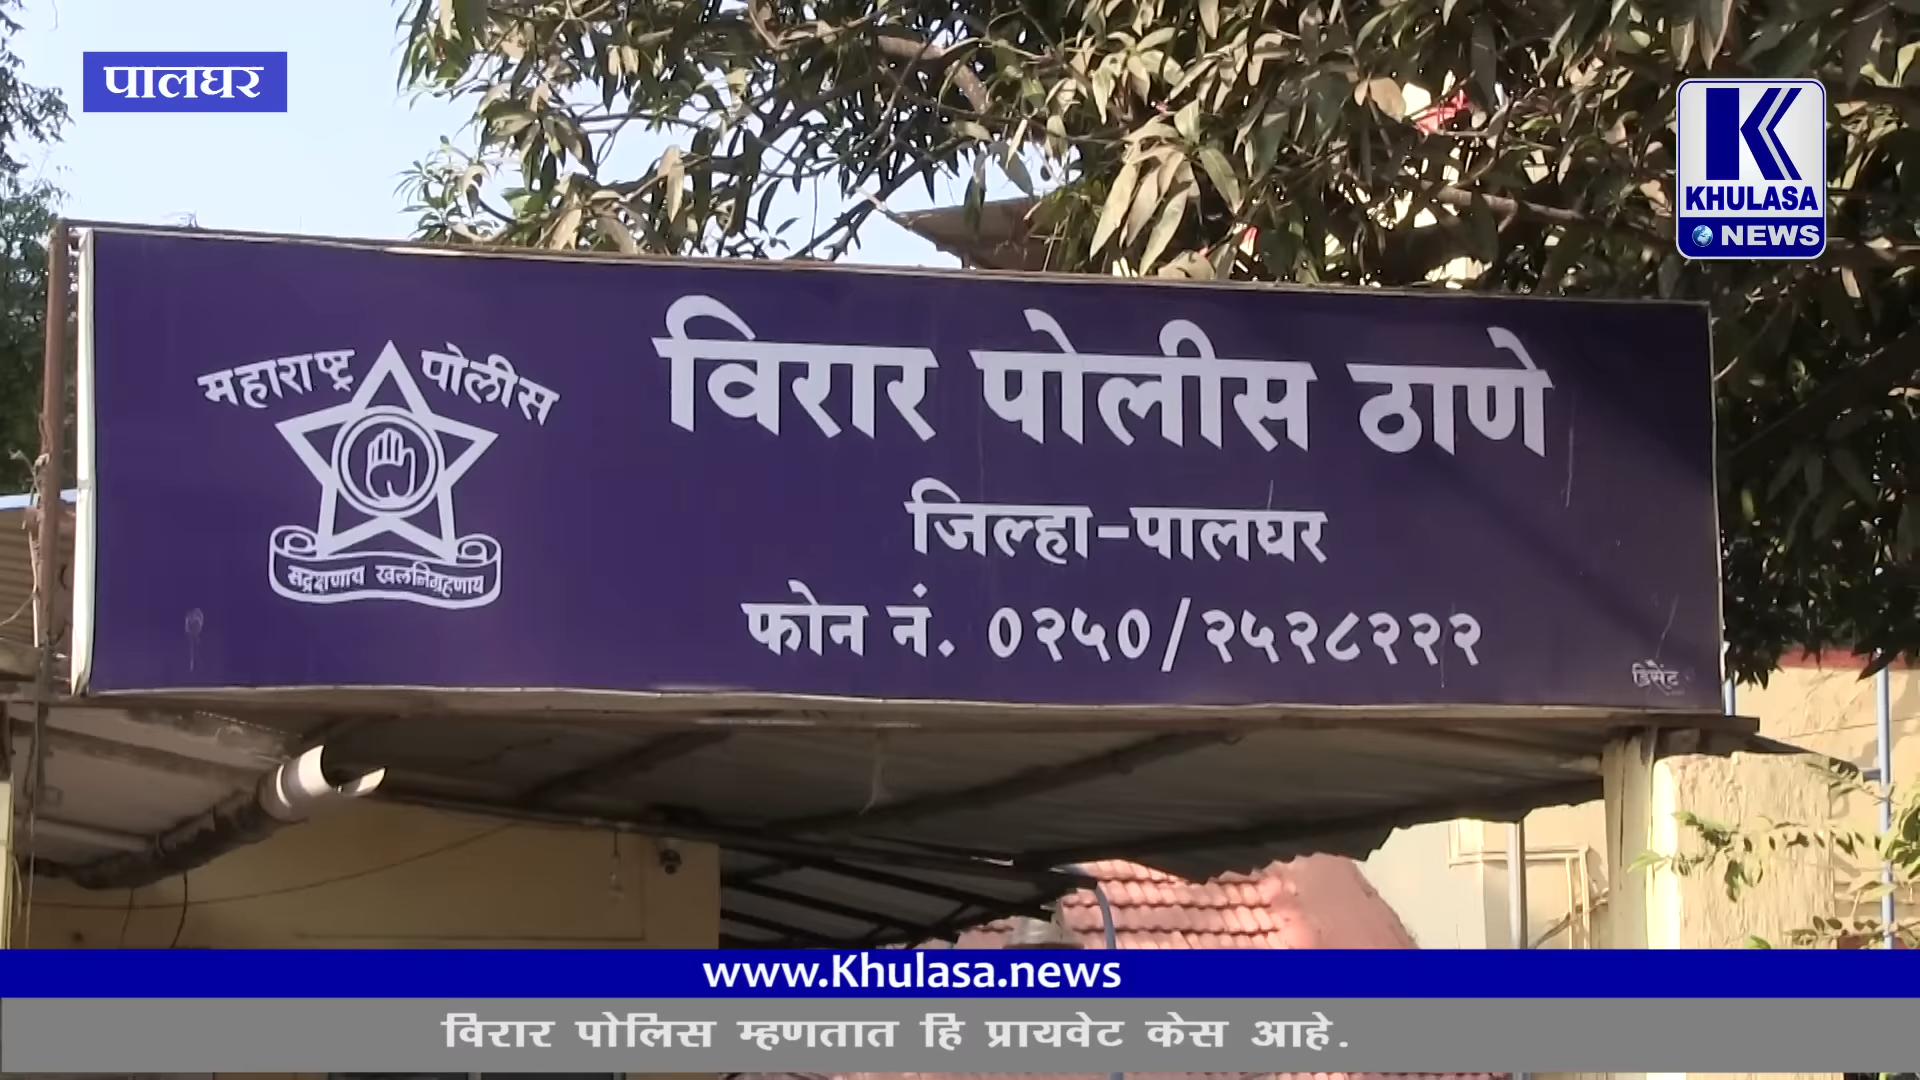 पालघर
KHULASA
NEWS
महाराष्ट्र पोलीस
सद्रक्षणाय खलनिग्रहणाय
विरार पोलीस ठाणे
जिल्हा-पालघर
फोन नं. ०२५०/२५२८२२२
डिसेंट
www.Khulasa.news
विरार पोलिस म्हणतात हि प्रायवेट केस आहे.